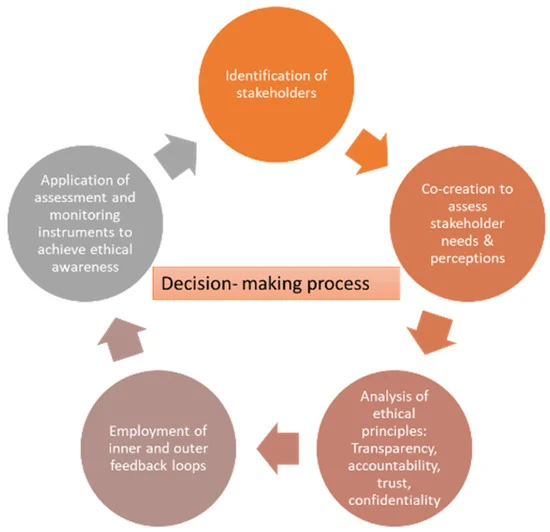 Identification of
stakeholders
Co-creation to
assess
stakeholder
needs &
perceptions
Analysis of
ethical
principles:
Transparency,
accountability,
trust,
confidentiality
Employment of
inner and outer
feedback loops
Application of
assessment and
monitoring
instruments to
achieve ethical
awareness
Decision- making process